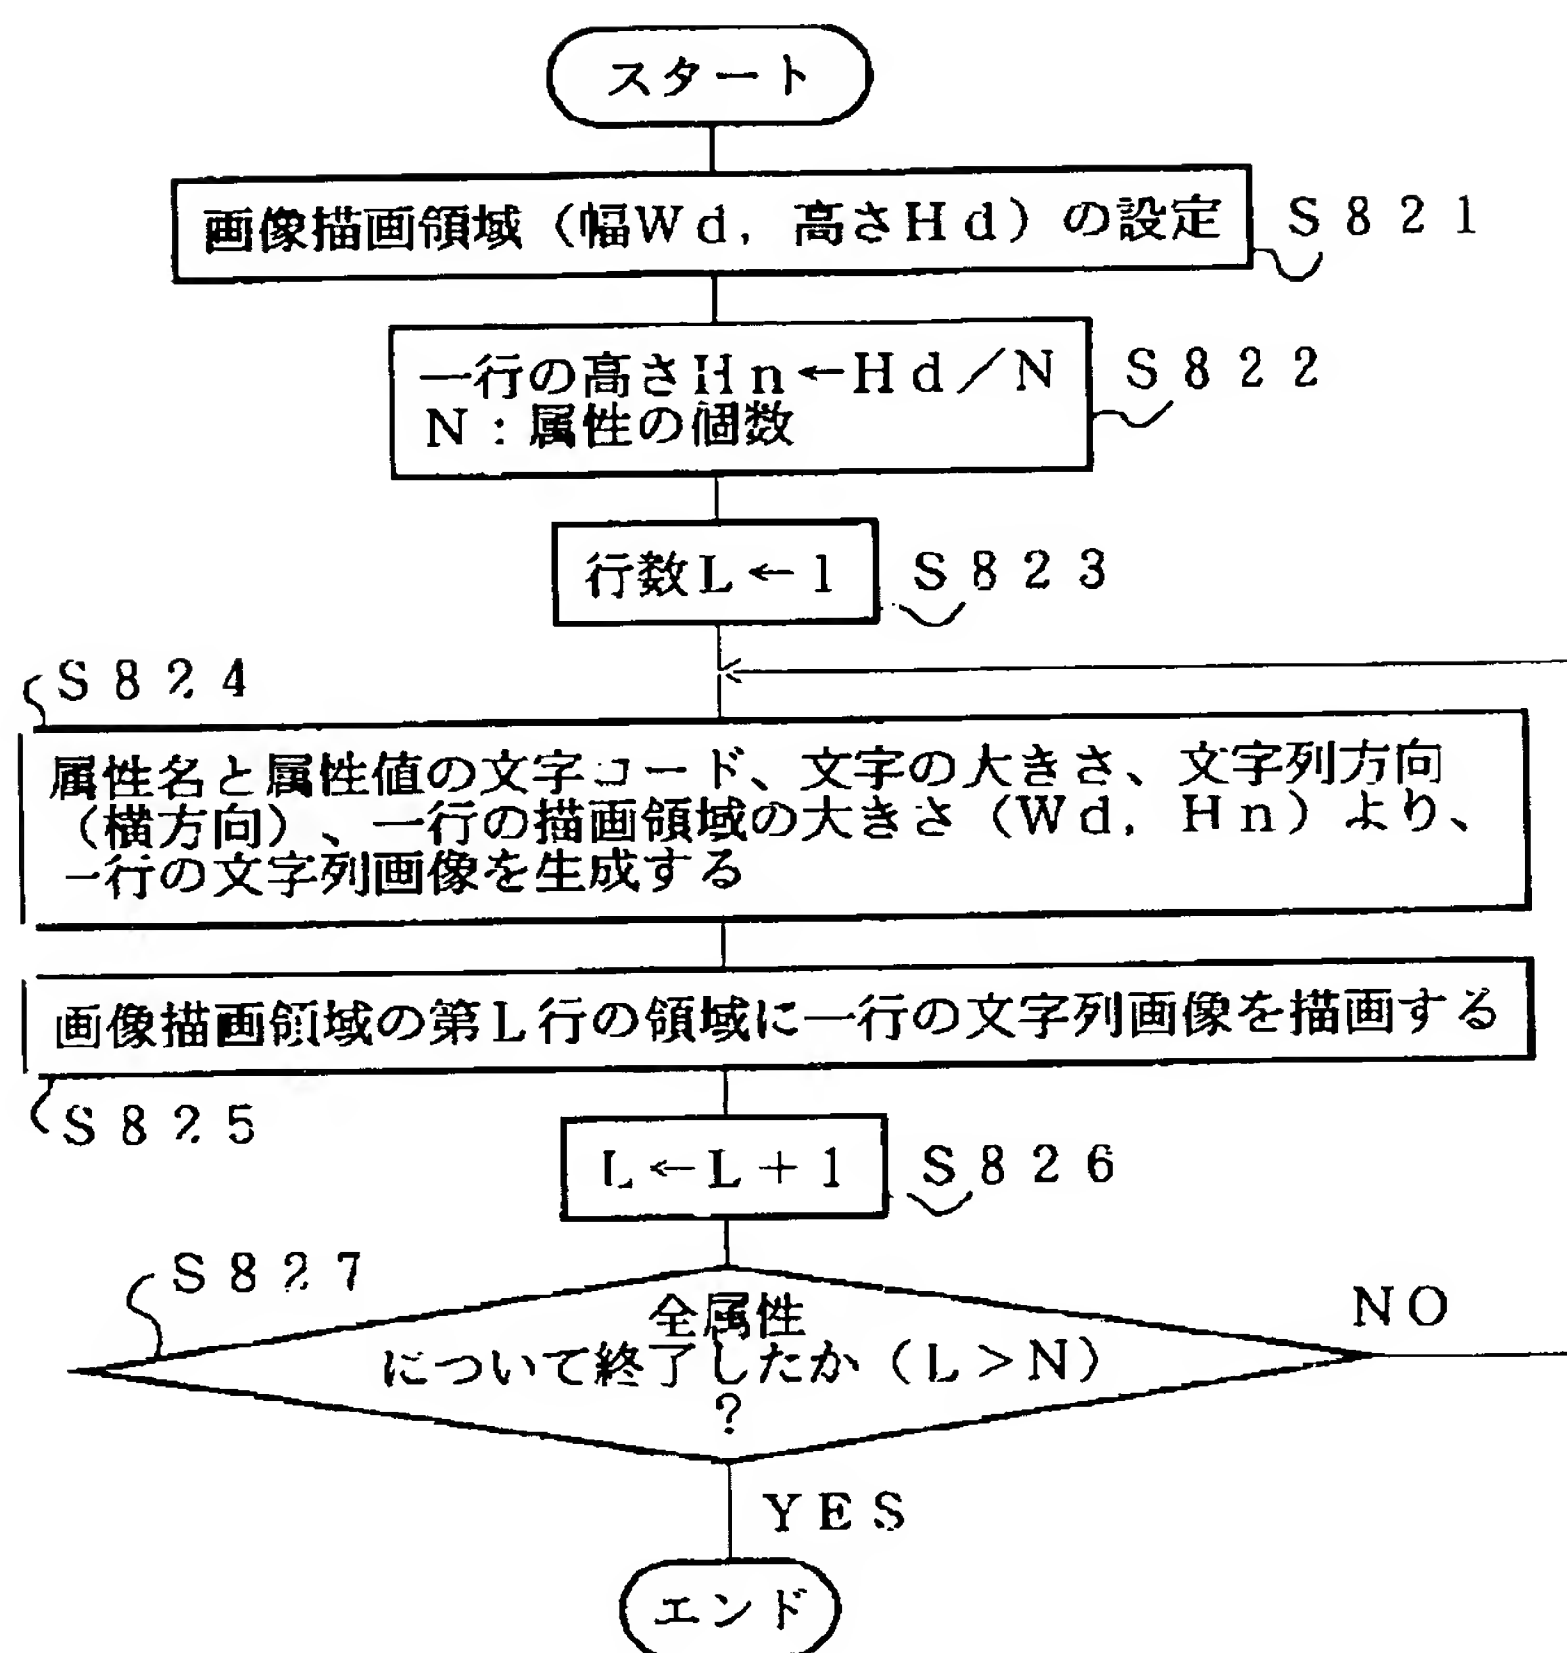 スタート
画像描画領域（幅Ｗｄ，高さＨｄ）の設定
Ｓ８２１
一行の高さＨｎ←Ｈｄ／Ｎ
Ｎ：属性の個数
Ｓ８２２
行数Ｌ←１
Ｓ８２３
Ｓ８２４
属性名と属性値の文字コード、文字の大きさ、文字列方向
（横方向）、一行の描画領域の大きさ（Ｗｄ，Ｈｎ）より、
一行の文字列画像を生成する
画像描画領域の第Ｌ行の領域に一行の文字列画像を描画する
Ｓ８２５
Ｌ←Ｌ＋１
Ｓ８２６
Ｓ８２７
全属性
について終了したか（Ｌ＞Ｎ）
？
ＮＯ
ＹＥＳ
エンド